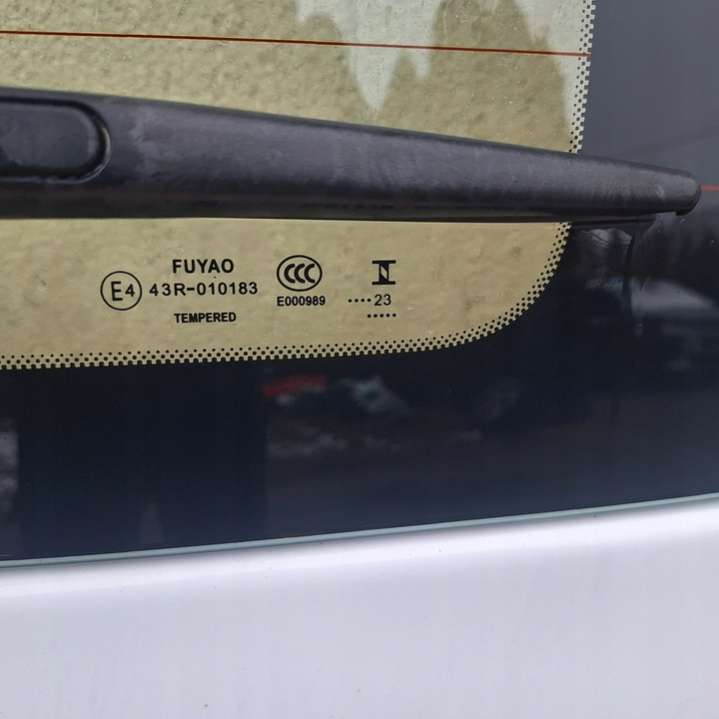 FUYAO
E4 43R-010183
TEMPERED
CCC
E000989
····23
·····